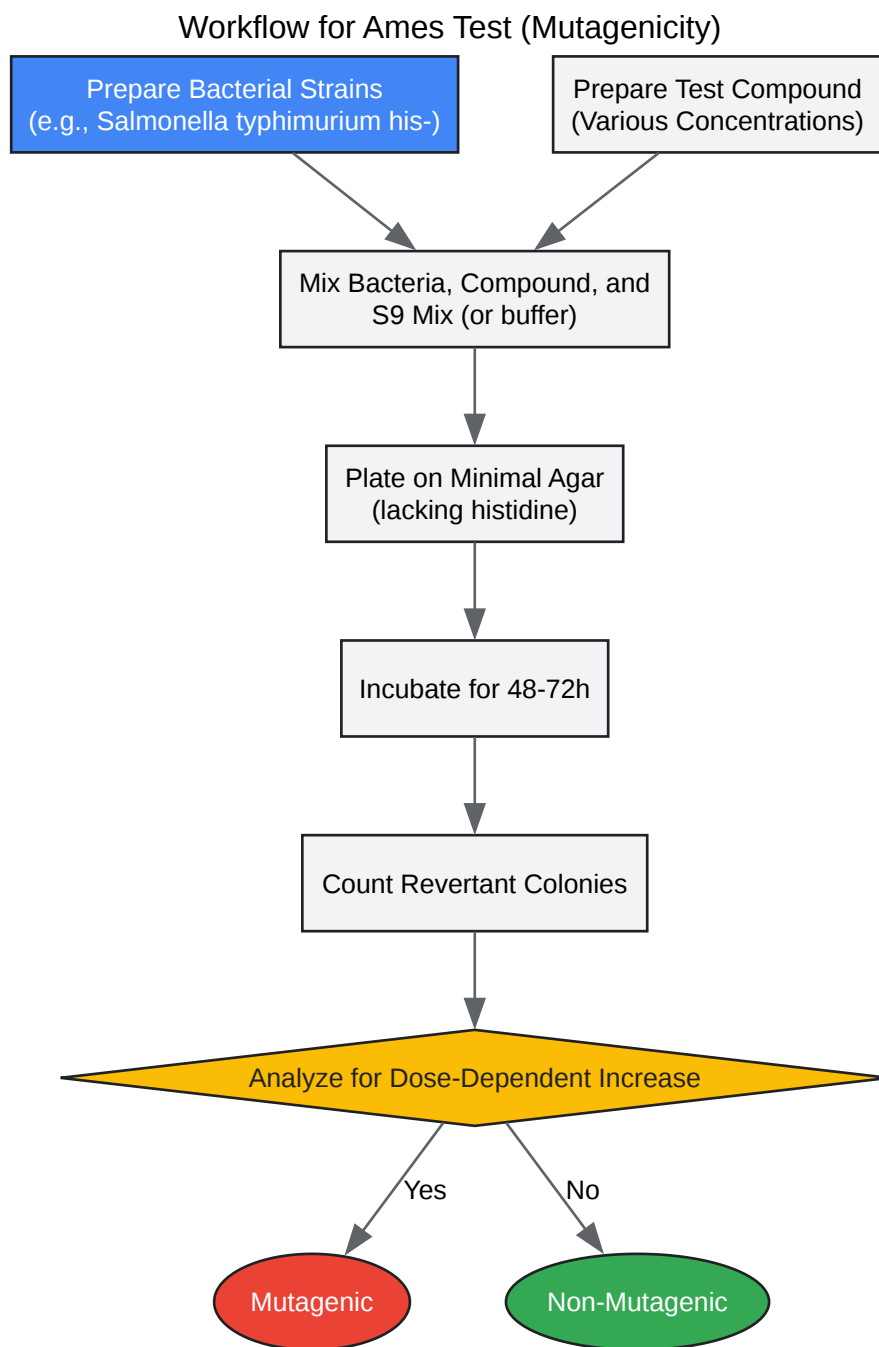 Workflow for Ames Test (Mutagenicity)
Prepare Bacterial Strains
(e.g., Salmonella typhimurium his-)
Prepare Test Compound
(Various Concentrations)
Mix Bacteria, Compound, and
S9 Mix (or buffer)
Plate on Minimal Agar
(lacking histidine)
Incubate for 48-72h
Count Revertant Colonies
Analyze for Dose-Dependent Increase
Yes
No
Mutagenic
Non-Mutagenic